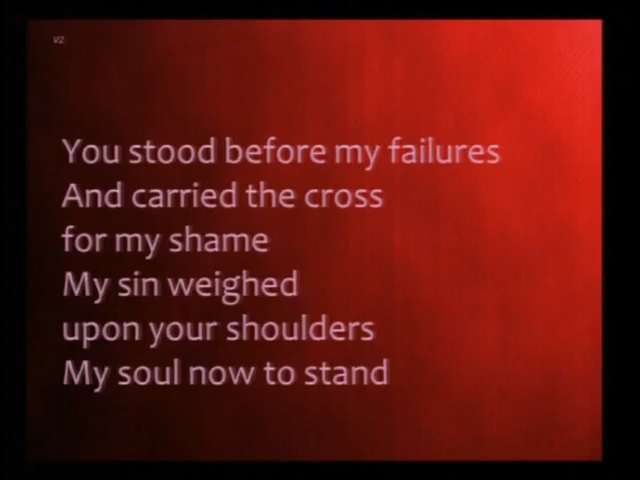 V2
You stood before my failures
And carried the cross
for my shame
My sin weighed
upon your shoulders
My soul now to stand